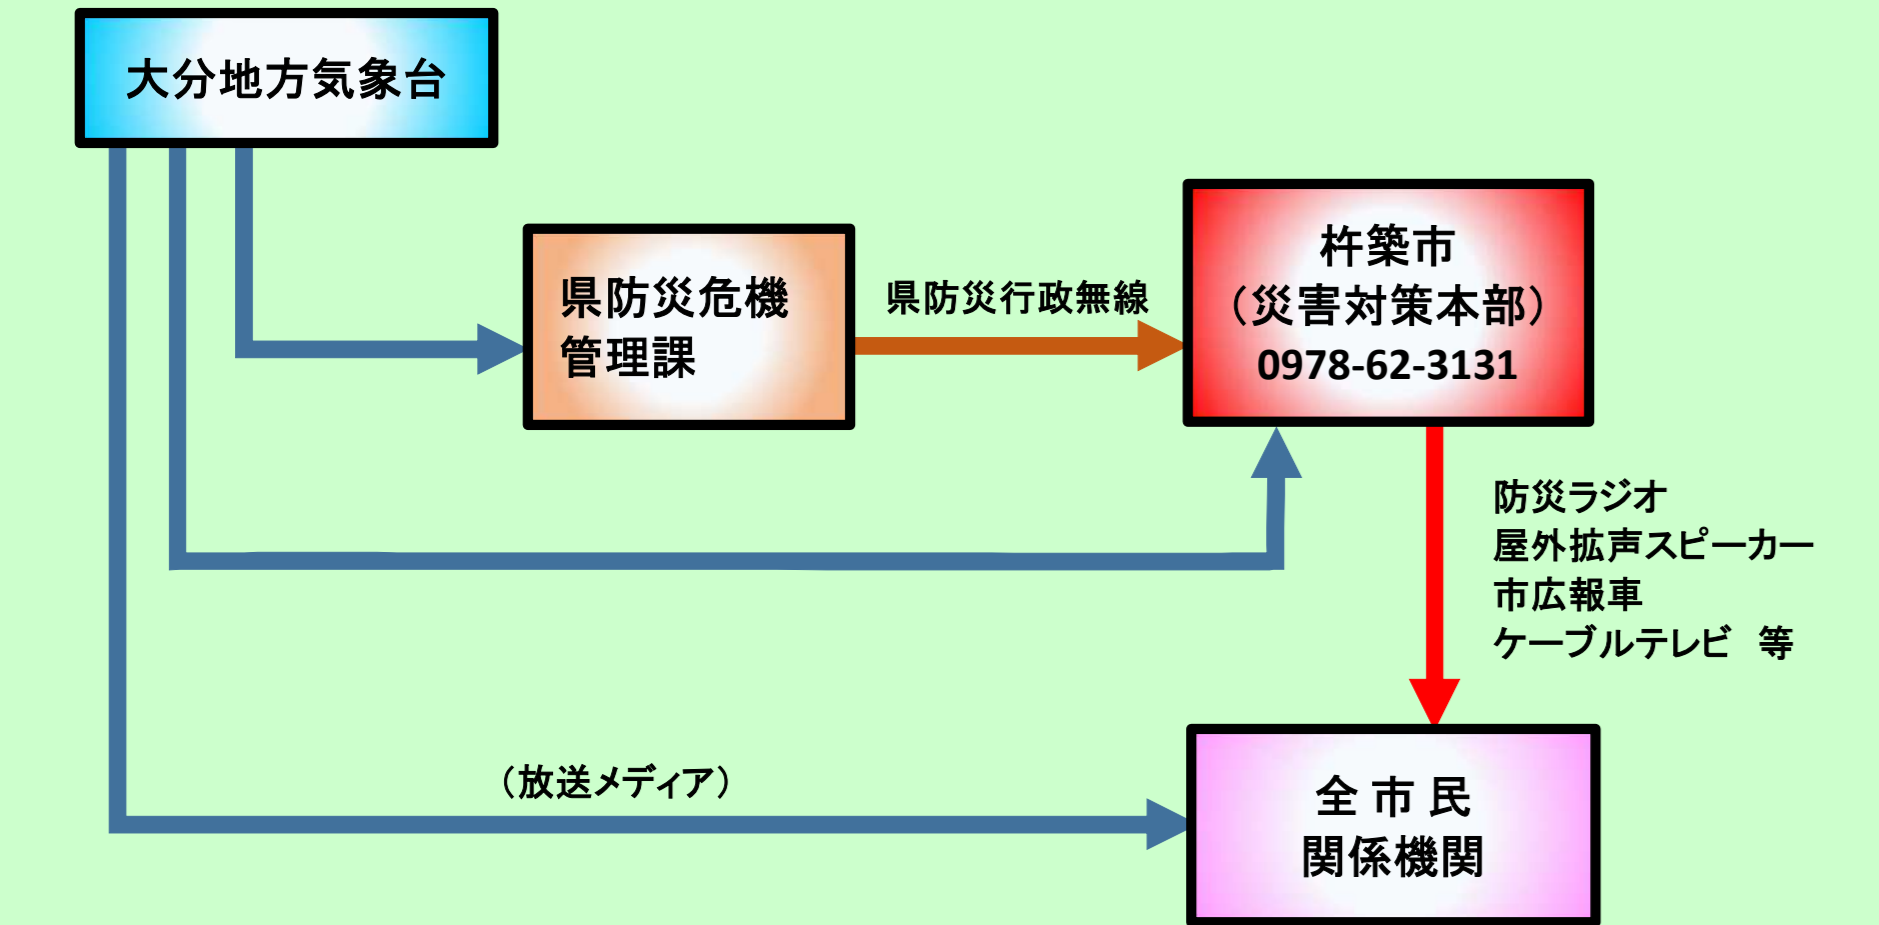 大分地方気象台
県防災危機
管理課
県防災行政無線
杵築市
（災害対策本部）
0978-62-3131
防災ラジオ
屋外拡声スピーカー
市広報車
ケーブルテレビ　等
（放送メディア）
全 市 民
関係機関